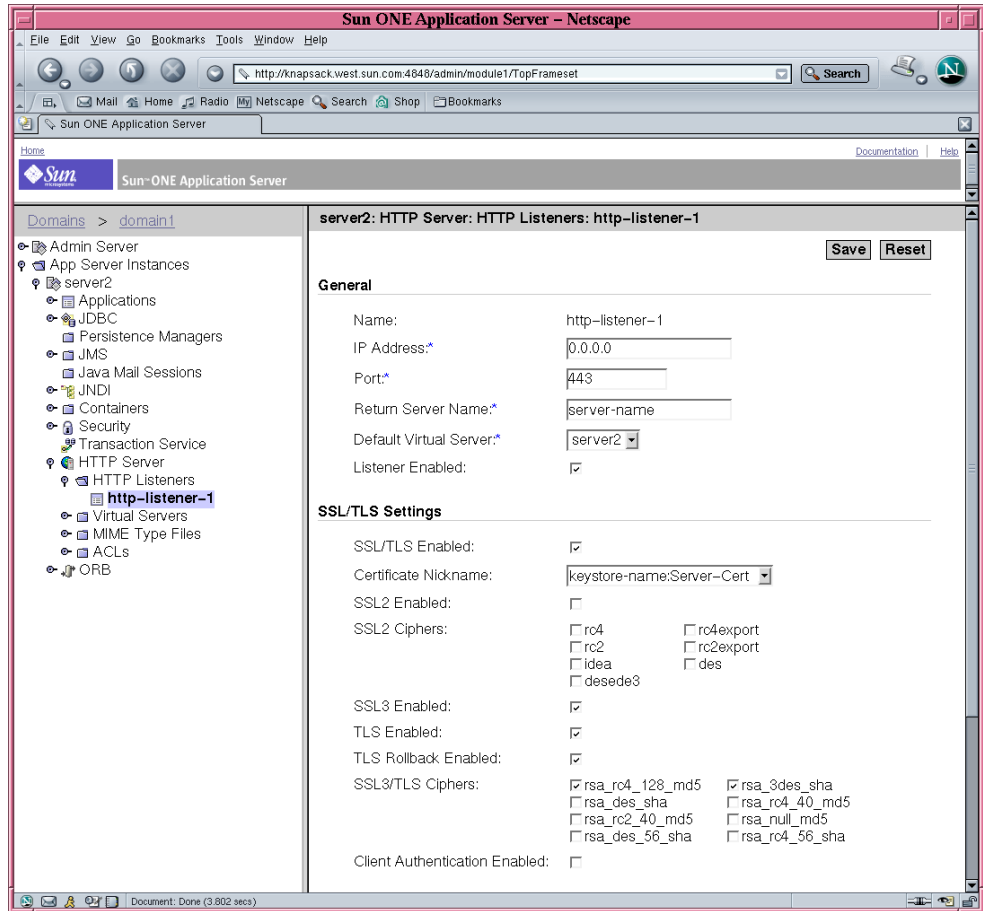 Sun ONE Application Server – Netscape
File Edit View Go Bookmarks Tools Window Help
http://knapsack.west.sun.com:4848/admin/module1/TopFrameset
Search
N
Mail Home Radio My Netscape Search Shop Bookmarks
Sun ONE Application Server
Home
Documentation | Help
Sun
microsystems
Sun™ ONE Application Server
Domains > domain1
Admin Server
App Server Instances
server2
Applications
JDBC
Persistence Managers
JMS
Java Mail Sessions
JNDI
Containers
Security
Transaction Service
HTTP Server
HTTP Listeners
http–listener–1
Virtual Servers
MIME Type Files
ACLs
ORB
server2: HTTP Server: HTTP Listeners: http–listener–1
Save Reset
General
Name: http–listener–1
IP Address:* 0.0.0.0
Port:* 443
Return Server Name:* server-name
Default Virtual Server:* server2
Listener Enabled:
SSL/TLS Settings
SSL/TLS Enabled:
Certificate Nickname: keystore-name:Server–Cert
SSL2 Enabled:
SSL2 Ciphers: rc4 rc4export
rc2 rc2export
idea des
desede3
SSL3 Enabled:
TLS Enabled:
TLS Rollback Enabled:
SSL3/TLS Ciphers: rsa_rc4_128_md5 rsa_3des_sha
rsa_des_sha rsa_rc4_40_md5
rsa_rc2_40_md5 rsa_null_md5
rsa_des_56_sha rsa_rc4_56_sha
Client Authentication Enabled:
Document: Done (3.802 secs)